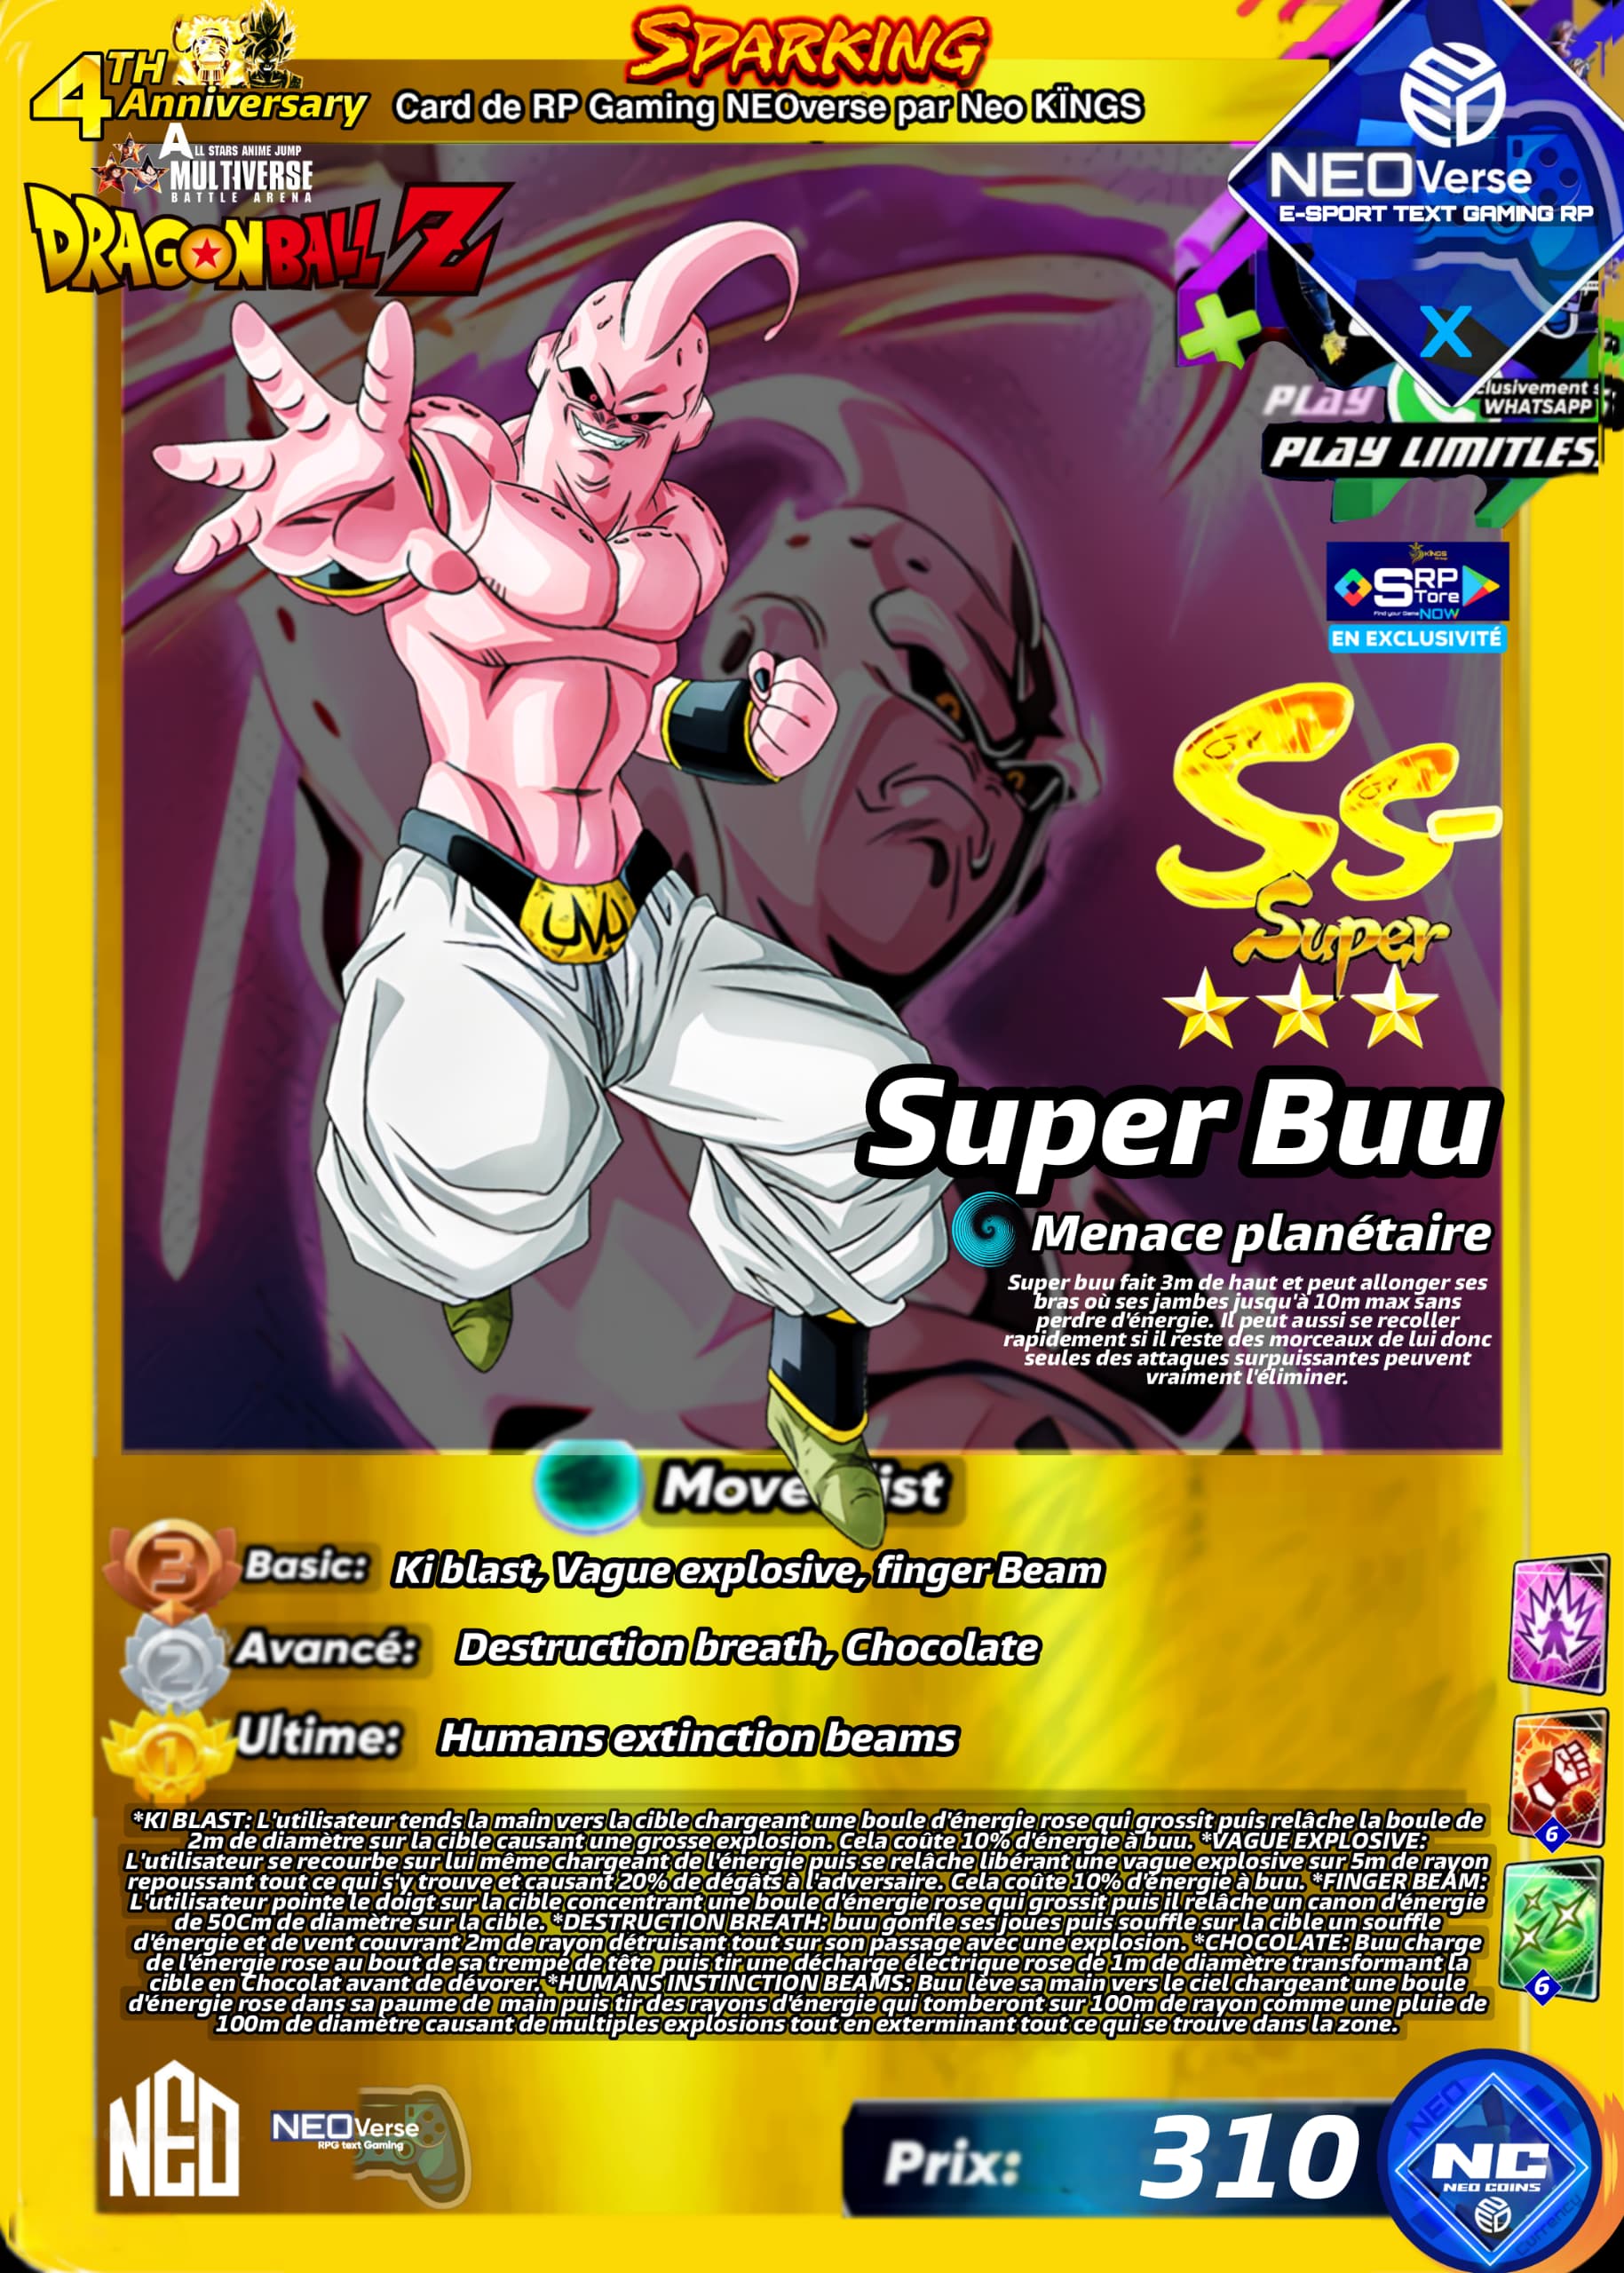 SPARKING
4TH
Anniversary
Card de RP Gaming NEOverse par Neo KÏNGS
ALL STARS ANIME JUMP
MULTIVERSE
BATTLE ARENA
DRAGON BALL Z
NEOVerse
E-SPORT TEXT GAMING RP
X
PLAY
WHATSAPP
PLAY LIMITLES
SRP
Tore
Find your Game NOW
EN EXCLUSIVITÉ
Ss-
Super
Super Buu
Menace planétaire
Super buu fait 3m de haut et peut allonger ses
bras où ses jambes jusqu'à 10m max sans
perdre d'énergie. Il peut aussi se recoller
rapidement si il reste des morceaux de lui donc
seules des attaques surpuissantes peuvent
vraiment l'éliminer.
3 Basic: Ki blast, Vague explosive, finger Beam
2 Avancé: Destruction breath, Chocolate
1 Ultime: Humans extinction beams
6
6
*KI BLAST: L'utilisateur tends la main vers la cible chargeant une boule d'énergie rose qui grossit puis relâche la boule de
2m de diamètre sur la cible causant une grosse explosion. Cela coûte 10% d'énergie à buu. *VAGUE EXPLOSIVE:
L'utilisateur se recourbe sur lui même chargeant de l'énergie puis se relâche libérant une vague explosive sur 5m de rayon
repoussant tout ce qui s'y trouve et causant 20% de dégâts à l'adversaire. Cela coûte 10% d'énergie à buu. *FINGER BEAM:
L'utilisateur pointe le doigt sur la cible concentrant une boule d'énergie rose qui grossit puis il relâche un canon d'énergie
de 50Cm de diamètre sur la cible. *DESTRUCTION BREATH: buu gonfle ses joues puis souffle sur la cible un souffle
d'énergie et de vent couvrant 2m de rayon détruisant tout sur son passage avec une explosion. *CHOCOLATE: Buu charge
de l'énergie rose au bout de sa trempe de tête puis tir une décharge électrique rose de 1m de diamètre transformant la
cible en Chocolat avant de dévorer. *HUMANS INSTINCTION BEAMS: Buu lève sa main vers le ciel chargeant une boule
d'énergie rose dans sa paume de main puis tir des rayons d'énergie qui tomberont sur 100m de rayon comme une pluie de
100m de diamètre causant de multiples explosions tout en exterminant tout ce qui se trouve dans la zone.
NEO
NEOVerse
RPG text Gaming
Prix: 310
NC
NEO COINS